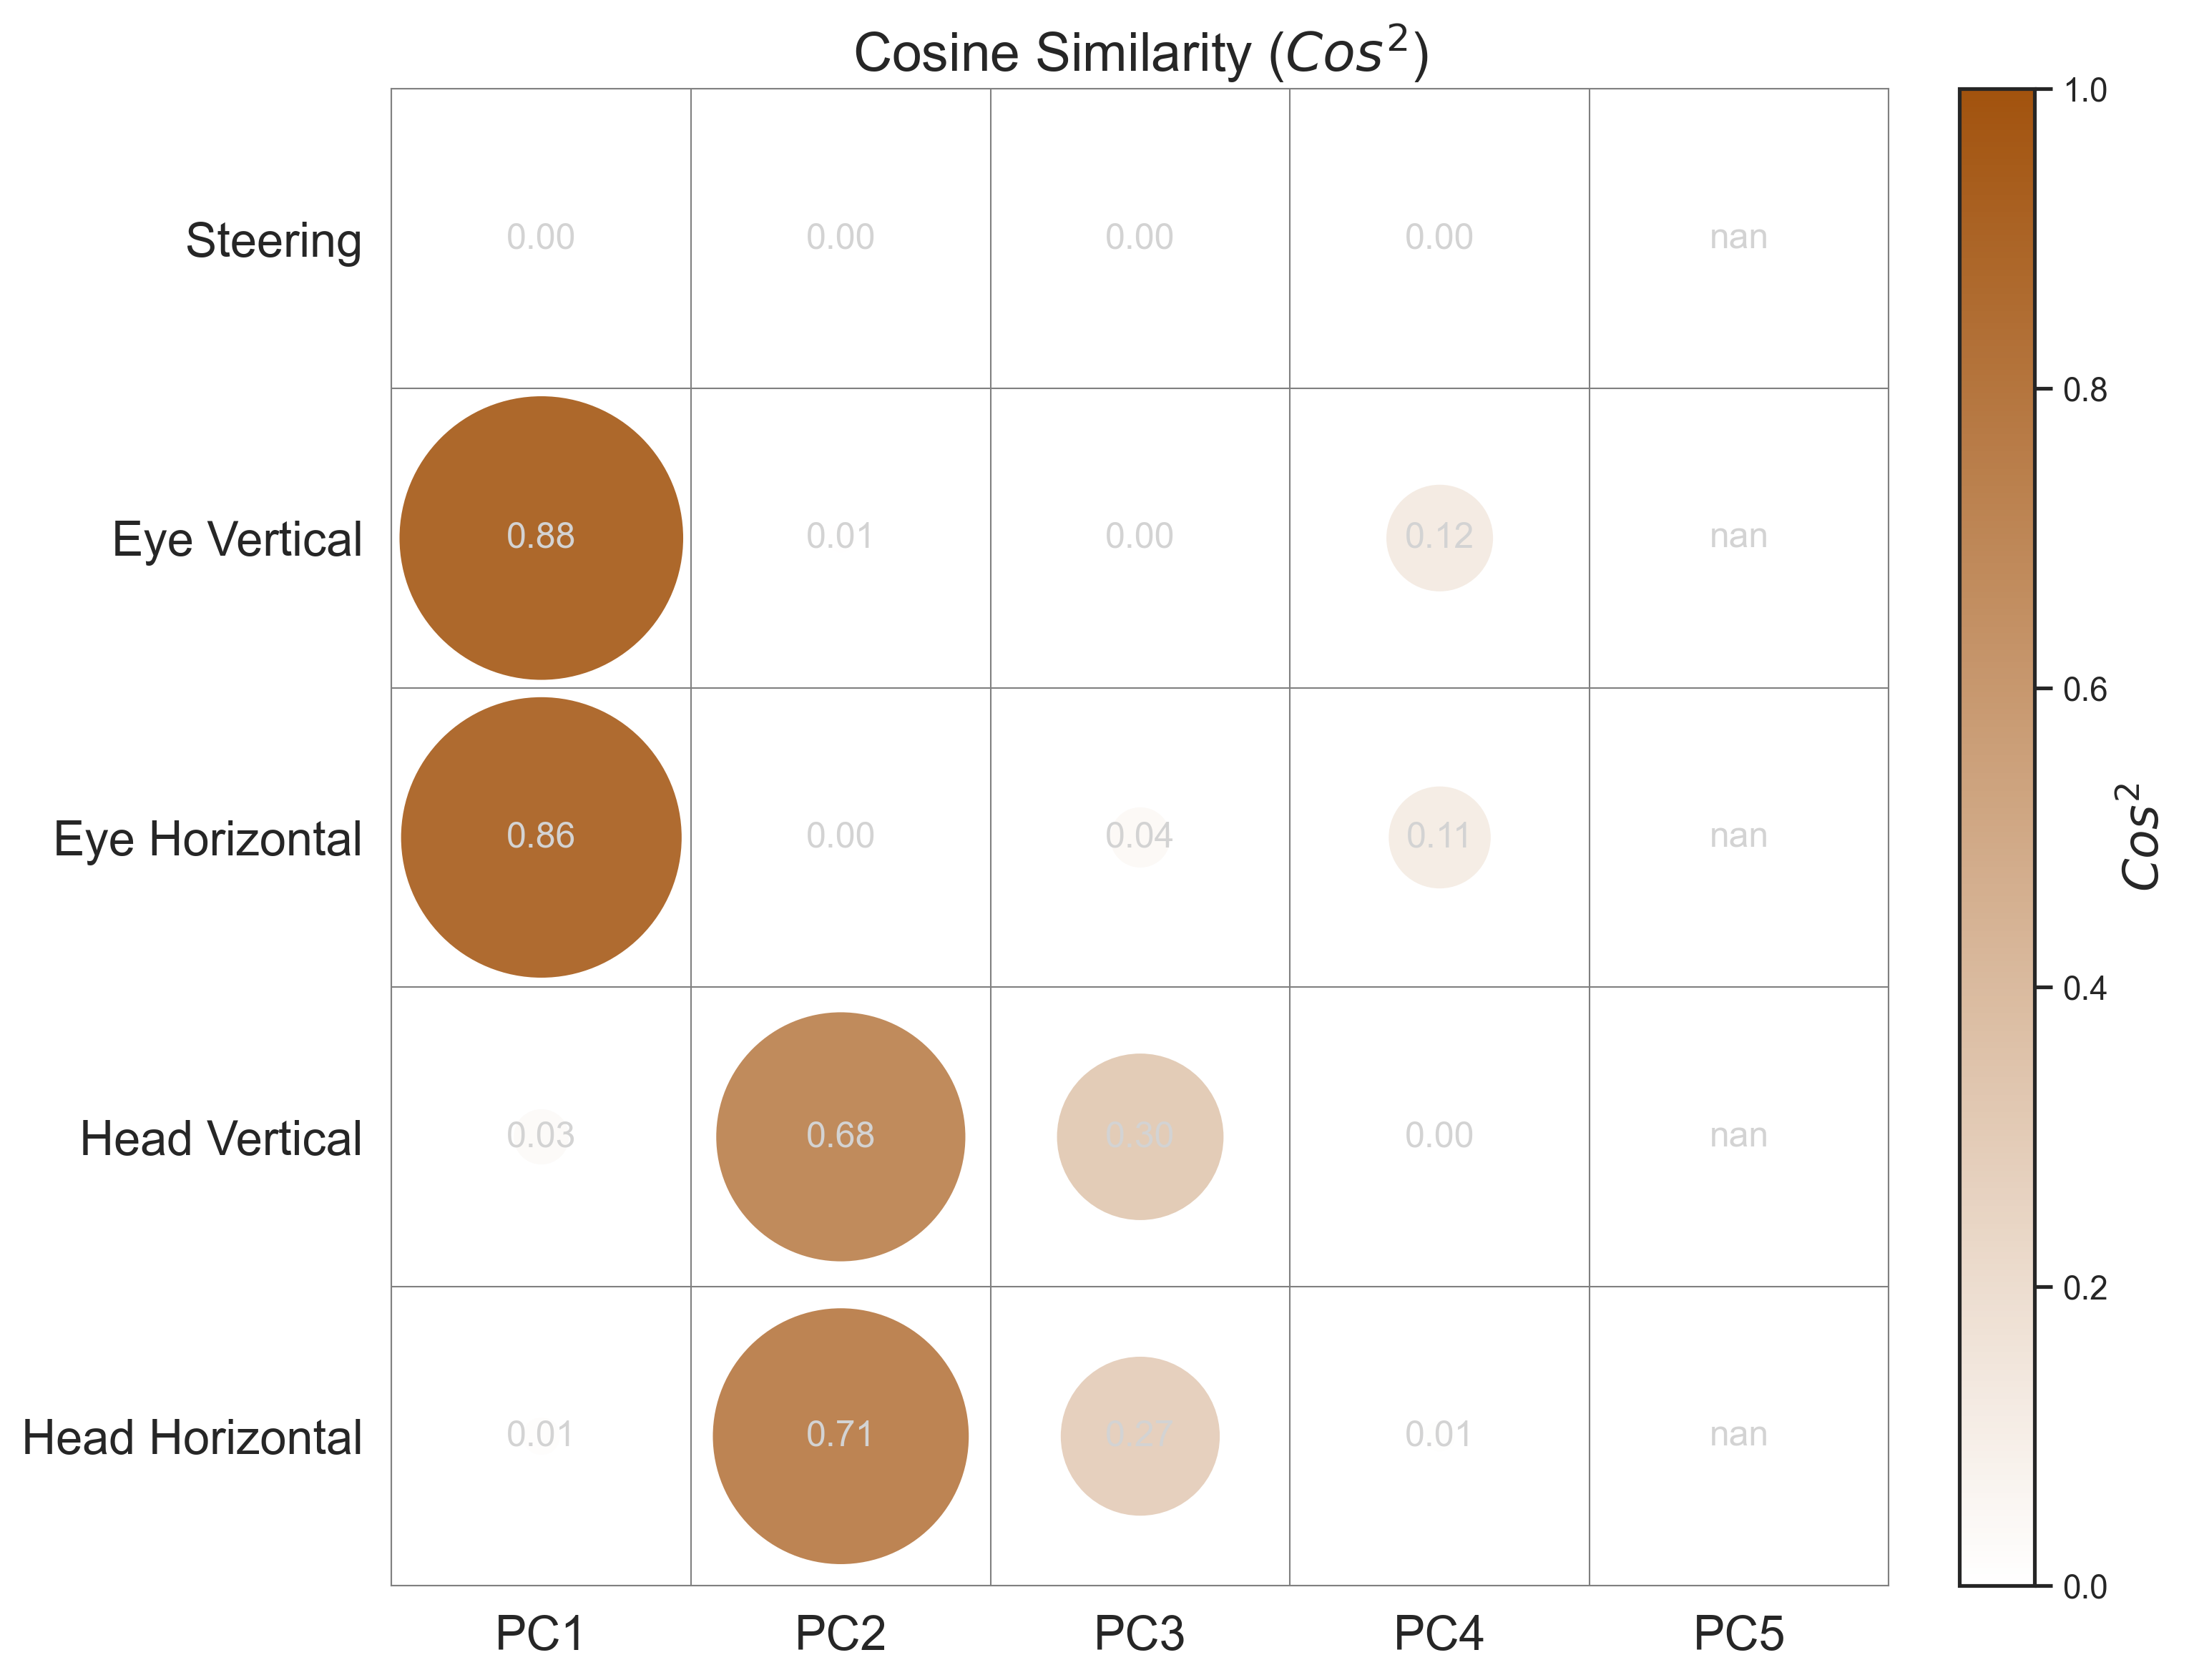 Cosine Similarity (Cos²)
Steering 0.00 0.00 0.00 0.00 nan
Eye Vertical 0.88 0.01 0.00 0.12 nan
Eye Horizontal 0.86 0.00 0.04 0.11 nan
Head Vertical 0.03 0.68 0.30 0.00 nan
Head Horizontal 0.01 0.71 0.27 0.01 nan
PC1 PC2 PC3 PC4 PC5
1.0
0.8
0.6
0.4
0.2
0.0
Cos²